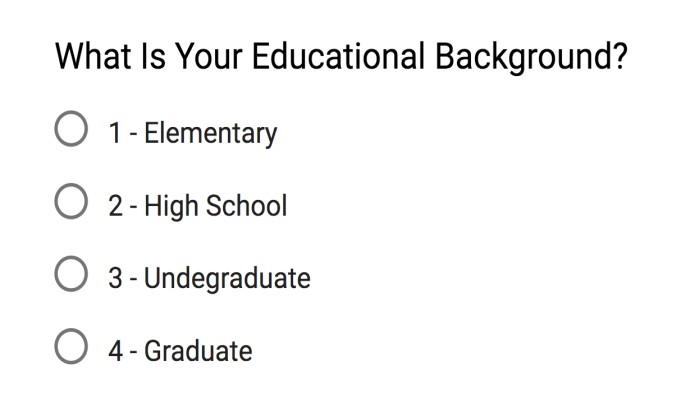 What Is Your Educational Background?
1 - Elementary
2 - High School
3 - Undegraduate
4 - Graduate